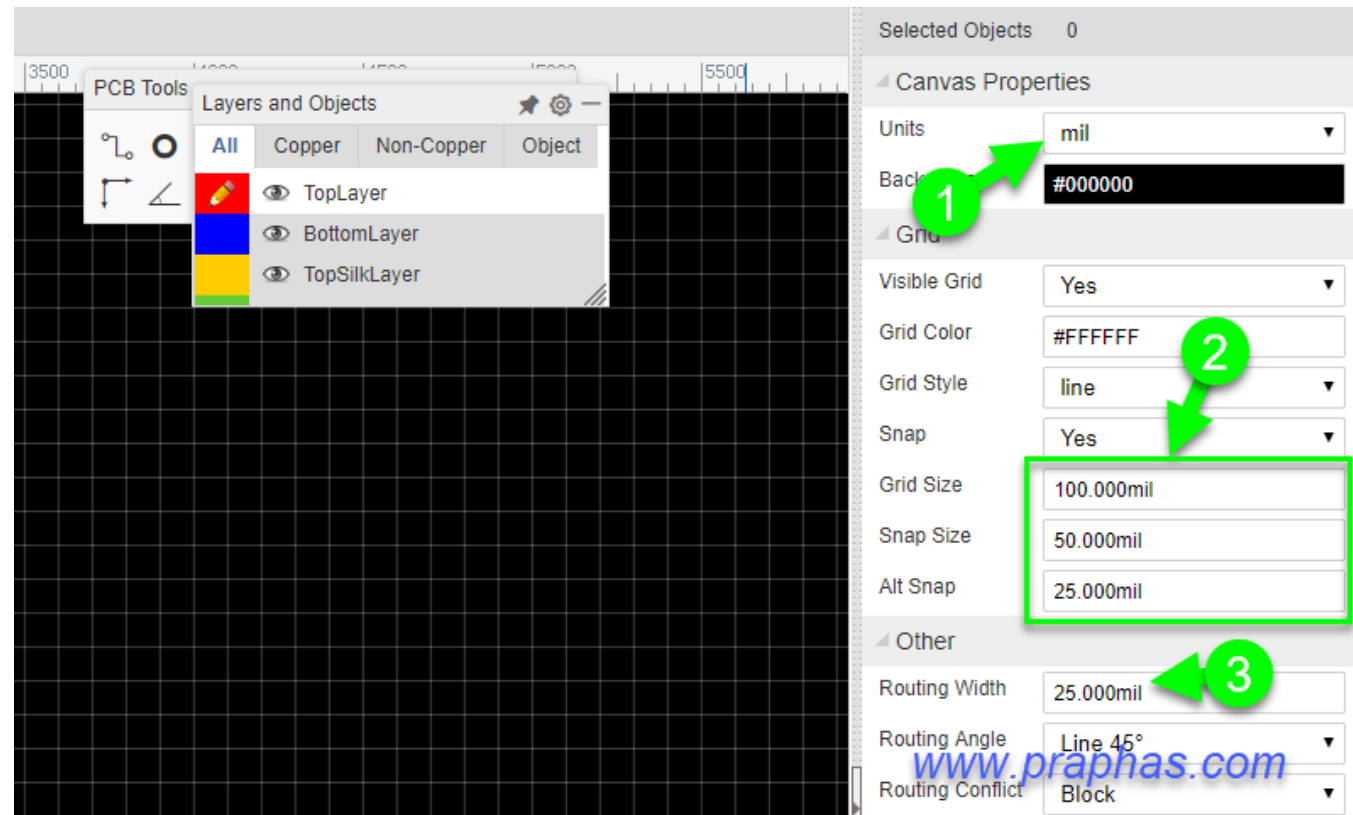 Selected Objects 0
3500
5500
PCB Tools
Canvas Properties
Layers and Objects
Units mil
All Copper Non-Copper Object
#000000
TopLayer
1
BottomLayer
Grid
TopSilkLayer
Visible Grid Yes
Grid Color #FFFFFF
2
Grid Style line
Snap Yes
Grid Size 100.000mil
Snap Size 50.000mil
Alt Snap 25.000mil
Other
3
Routing Width 25.000mil
Routing Angle Line 45°
www.praphas.com
Routing Conflict Block